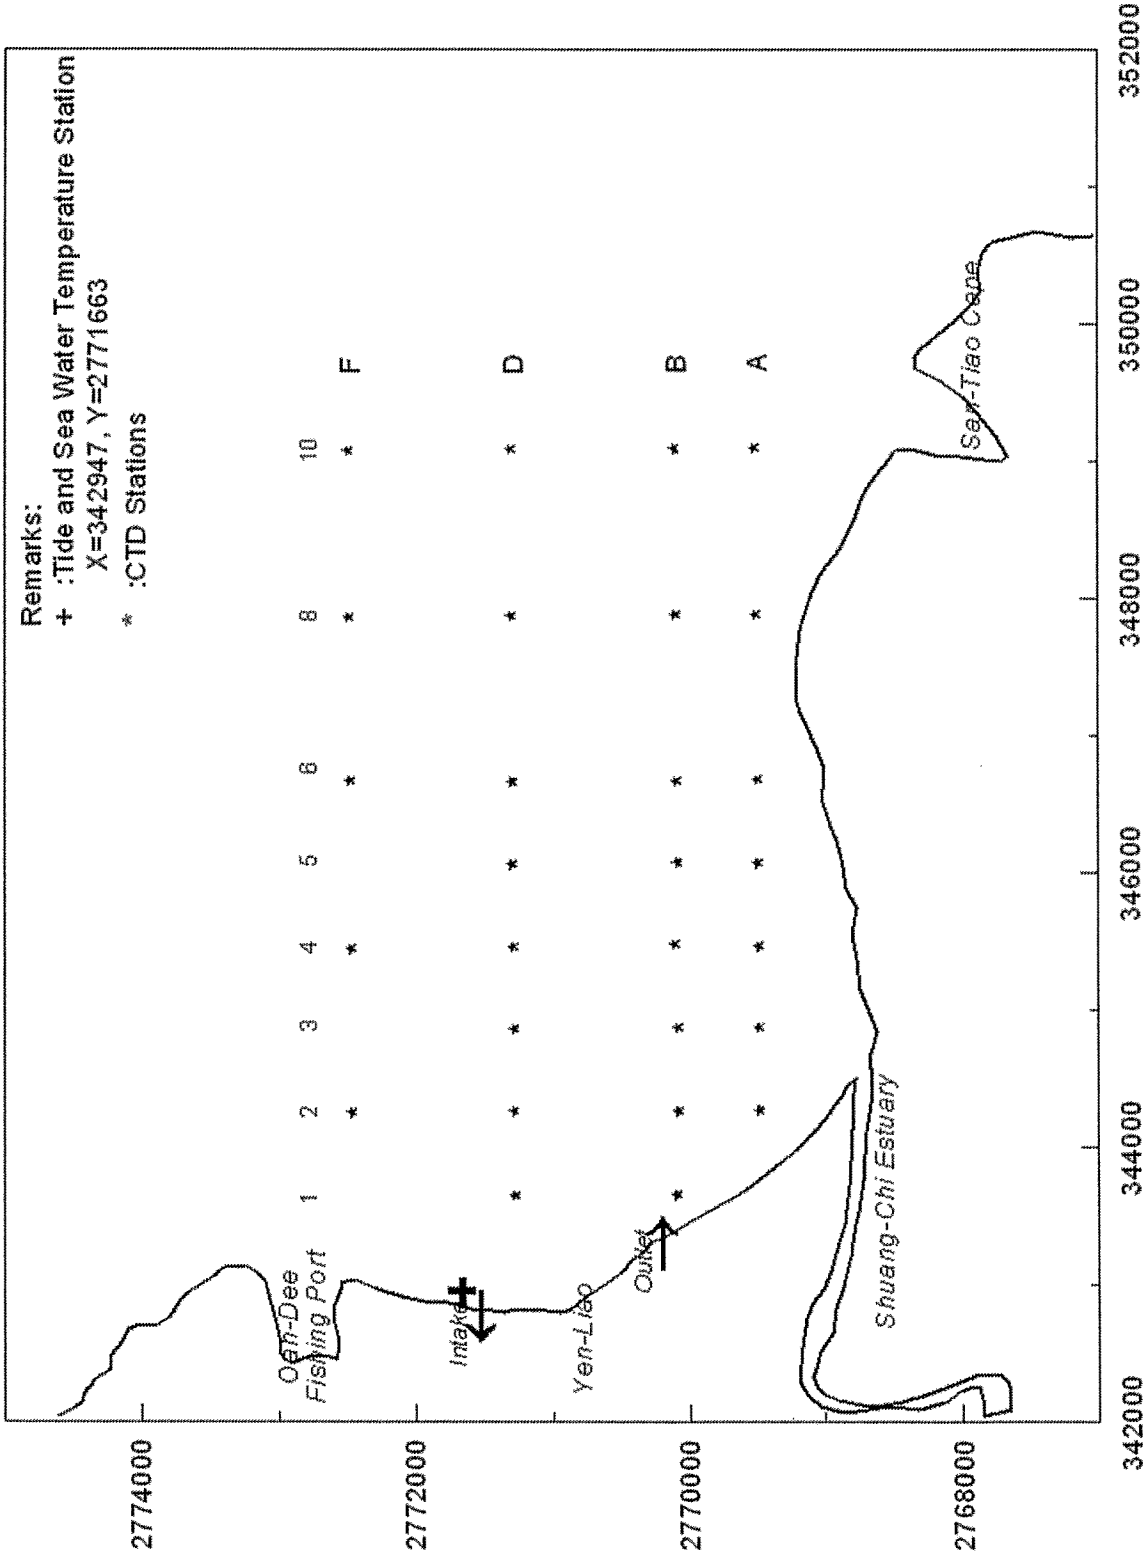 Remarks:
+ :Tide and Sea Water Temperature Station
X=342947, Y=2771663
* :CTD Stations
2774000
2772000
2770000
2768000
342000
344000
346000
348000
350000
352000
1
2
3
4
5
6
8
10
F
D
B
A
Oan-Dee
Fishing Port
Intake
Yen-Liao
Outlet
Shuang-Chi Estuary
San-Tiao Cape